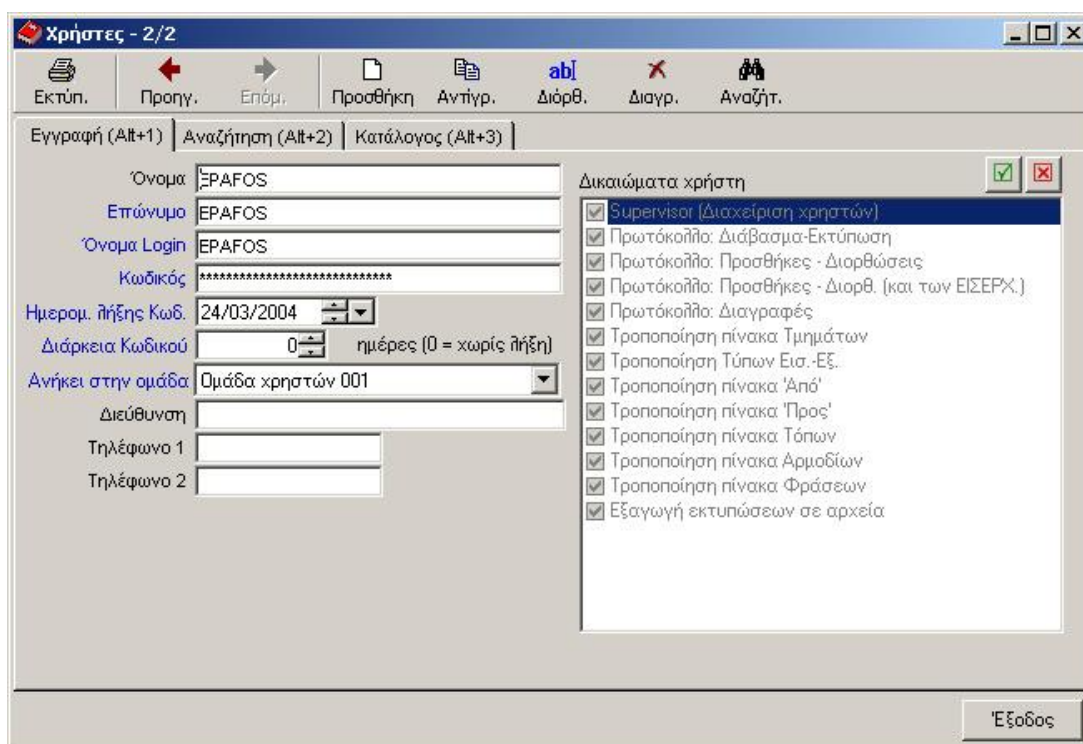 Χρήστες - 2/2
Εκτύπ. Προηγ. Επόμ. Προσθήκη Αντίγρ. abI Διόρθ. Διαγρ. Αναζήτ.
Εγγραφή (Alt+1) Αναζήτηση (Alt+2) Κατάλογος (Alt+3)
Όνομα EPAFOS
Επώνυμο EPAFOS
Όνομα Login EPAFOS
Κωδικός ******************************
Ημερομ. λήξης Κωδ. 24/03/2004
Διάρκεια Κωδικού 0 ημέρες (0 = χωρίς λήξη)
Ανήκει στην ομάδα Ομάδα χρηστών 001
Διεύθυνση
Τηλέφωνο 1
Τηλέφωνο 2
Δικαιώματα χρήστη
Supervisor (Διαχείριση χρηστών)
Πρωτόκολλο: Διάβασμα-Εκτύπωση
Πρωτόκολλο: Προσθήκες - Διορθώσεις
Πρωτόκολλο: Προσθήκες - Διορθ. (και των ΕΙΣΕΡΧ.)
Πρωτόκολλο: Διαγραφές
Τροποποίηση πίνακα Τμημάτων
Τροποποίηση Τύπων Εισ.-Εξ.
Τροποποίηση πίνακα 'Από'
Τροποποίηση πίνακα 'Προς'
Τροποποίηση πίνακα Τόπων
Τροποποίηση πίνακα Αρμοδίων
Τροποποίηση πίνακα Φράσεων
Εξαγωγή εκτυπώσεων σε αρχεία
Έξοδος